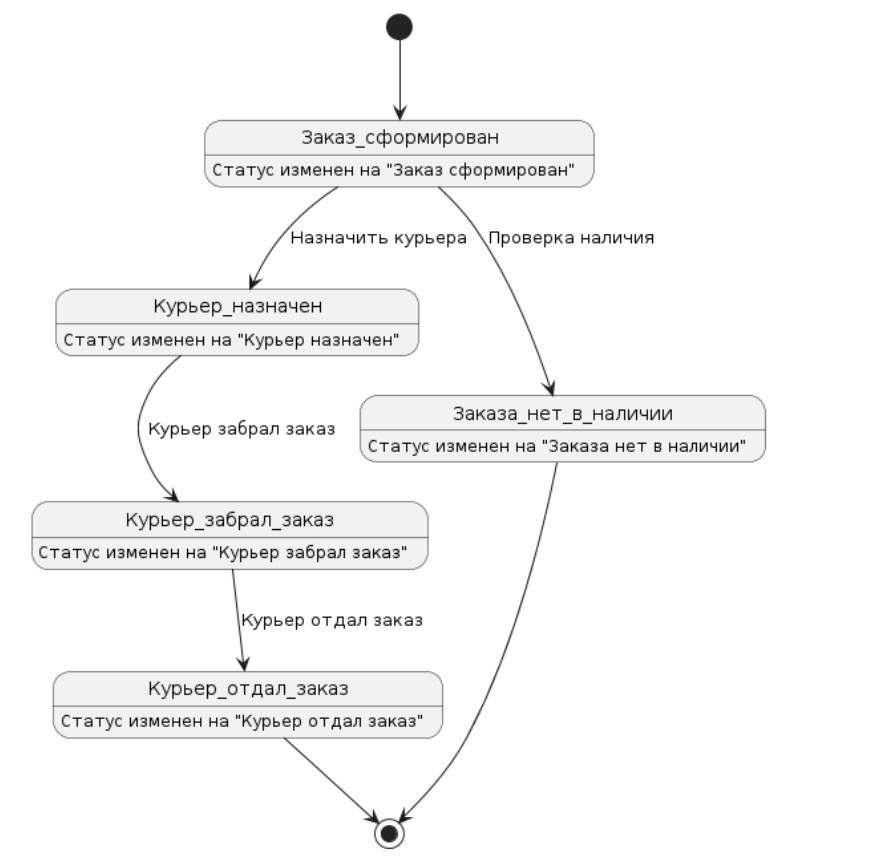 Заказ_сформирован
Статус изменен на "Заказ сформирован"
Назначить курьера
Проверка наличия
Курьер_назначен
Статус изменен на "Курьер назначен"
Заказа_нет_в_наличии
Статус изменен на "Заказа нет в наличии"
Курьер забрал заказ
Курьер_забрал_заказ
Статус изменен на "Курьер забрал заказ"
Курьер отдал заказ
Курьер_отдал_заказ
Статус изменен на "Курьер отдал заказ"